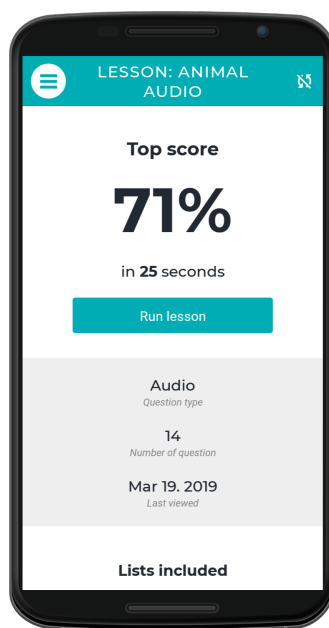 LESSON: ANIMAL
AUDIO
Top score
71%
in 25 seconds
Run lesson
Audio
Question type
14
Number of question
Mar 19. 2019
Last viewed
Lists included